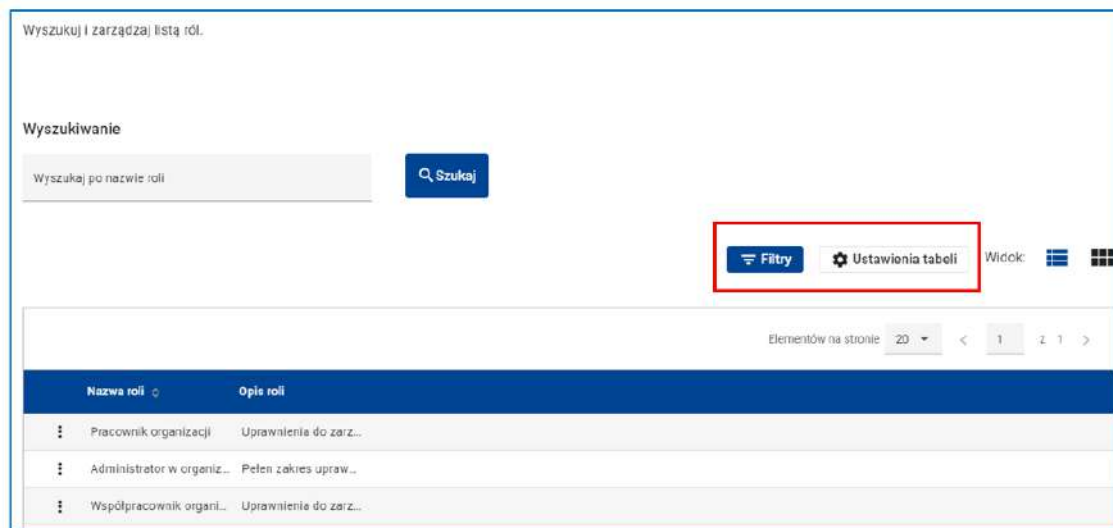 Wyszukuj i zarządzaj listą ról.
Wyszukiwanie
Wyszukaj po nazwie roli
Szukaj
Filtry Ustawienia tabeli Widok:
Elementów na stronie 20 < 1 z 1 >
Nazwa roli Opis roli
Pracownik organizacji Uprawnienia do zarz...
Administrator w organiz... Pełen zakres upraw...
Współpracownik organi... Uprawnienia do zarz...